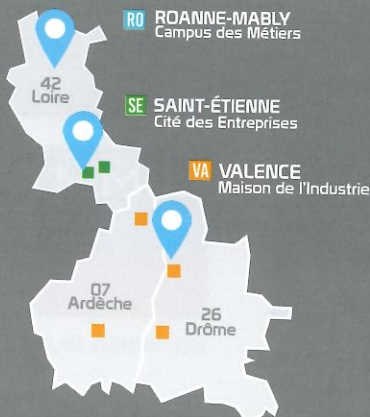 RO ROANNE-MABLY
Campus des Métiers
42
Loire
SE SAINT-ÉTIENNE
Cité des Entreprises
VA VALENCE
Maison de l'Industrie
07
Ardèche
26
Drôme